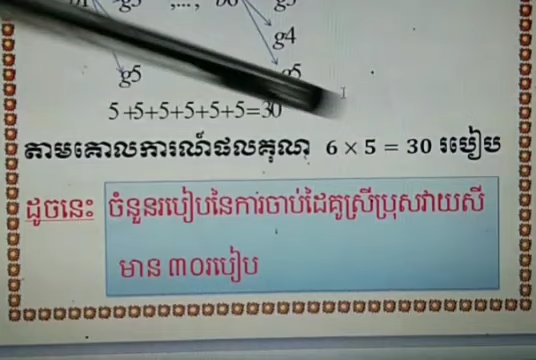 g4
g5
5+5+5+5+5+5=30
តាមគោលការណ៍ផលគុណ 6 × 5 = 30 របៀប
ដូចនេះ ចំនួនរបៀបនៃការចាប់ដៃគូស្រីប្រុសវាយសី
មាន ៣០របៀប